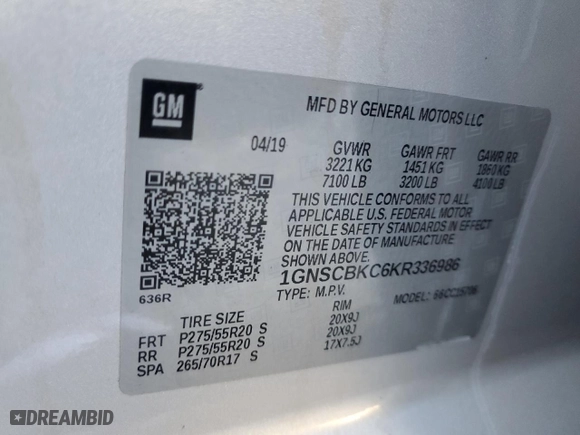 GM
MFD BY GENERAL MOTORS LLC
04/19 GVWR GAWR FRT GAWR RR
3221 KG 1451 KG 1860 KG
7100 LB 3200 LB 4100 LB
THIS VEHICLE CONFORMS TO ALL
APPLICABLE U.S. FEDERAL MOTOR
VEHICLE SAFETY STANDARDS IN EFFECT ON
THE DATE OF MANUFACTURE SHOWN ABOVE.
1GNSCBKC6KR336986
636R
TYPE: M.P.V. MODEL:
TIRE SIZE RIM
FRT P275/55R20 S 20X9J
RR P275/55R20 S 20X9J
SPA 265/70R17 S 17X7.5J
DREAMBID